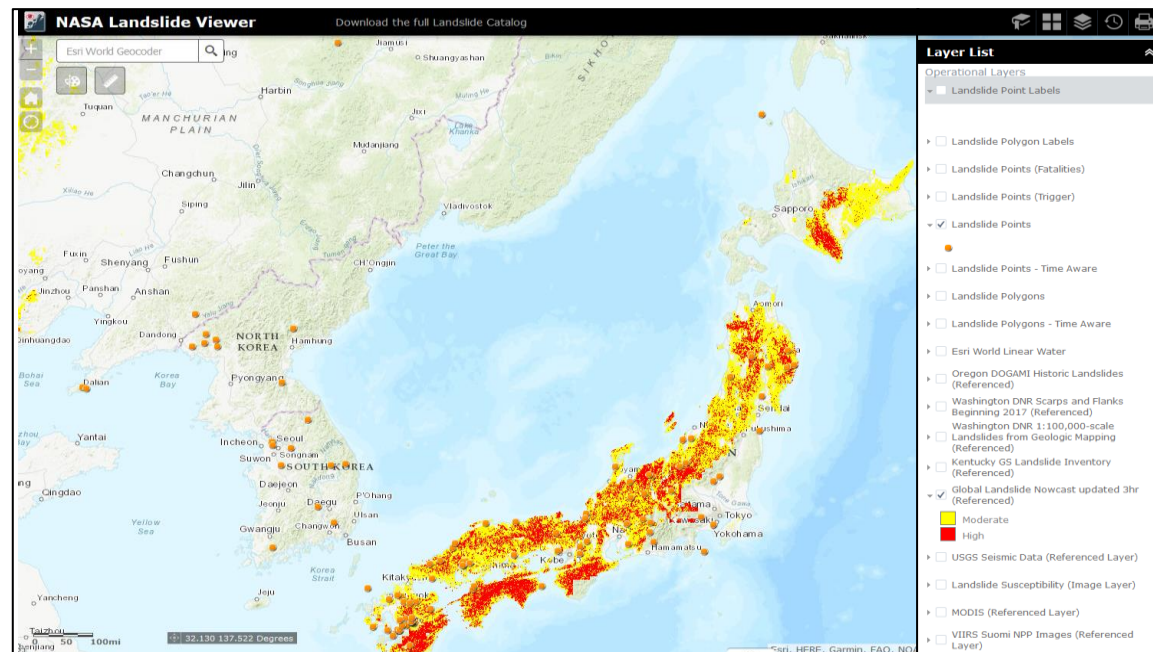 NASA Landslide Viewer
Download the full Landslide Catalog
Esri World Geocoder
Layer List
Operational Layers
Landslide Point Labels
Landslide Polygon Labels
Landslide Points (Fatalities)
Landslide Points (Trigger)
Landslide Points
Landslide Points - Time Aware
Landslide Polygons
Landslide Polygons - Time Aware
Esri World Linear Water
Oregon DOGAMI Historic Landslides
(Referenced)
Washington DNR Scarps and Flanks
Beginning 2017 (Referenced)
Washington DNR 1:100,000-scale
Landslides from Geologic Mapping
(Referenced)
Kentucky GS Landslide Inventory
(Referenced)
Global Landslide Nowcast updated 3hr
(Referenced)
Moderate
High
USGS Seismic Data (Referenced Layer)
Landslide Susceptibility (Image Layer)
MODIS (Referenced Layer)
VIIRS Suomi NPP Images (Referenced
Layer)
Jiamusi
Shuangyashan
Harbin
Tuquan
MANCHURIAN
PLAIN
Jixi
Lake
Khanka
Mudanjiang
Changchun
Jilin
Siping
Vladivostok
Peter the
Great Bay
Sapporo
Fuxin
Shenyang
Fushun
CH'Ongjin
Jinzhou
Panshan
Anshan
Yingkou
Dandong
NORTH
KOREA
Hamhung
Aomori
Bohai
Sea
Dalian
Korea
Bay
Pyongyang
Sendai
Yantai
Incheon
Seoul
Suwon
Songnam
SOUTH KOREA
Daejeon
Qingdao
Jeonju
Daegu
P'Ohang
Ulsan
Yellow
Sea
Gwangju
Changwon
Busan
Tokyo
Yokohama
Hamamatsu
Kobe
Korea
Strait
Jeju
Yancheng
Taizhou
0 50 100mi
32.130 137.522 Degrees
Esri, HERE, Garmin, FAO, NOA